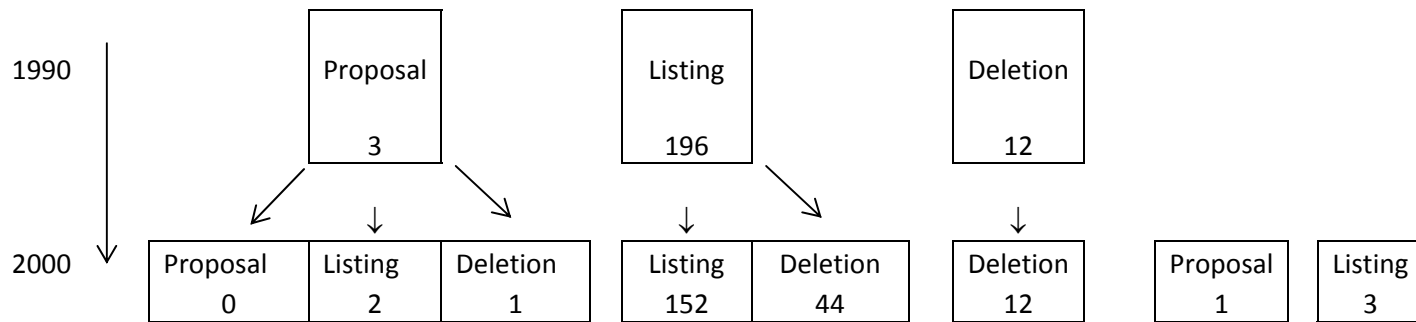 1990 Proposal Listing Deletion
3 196 12
2000 Proposal Listing Deletion Listing Deletion Deletion Proposal Listing
0 2 1 152 44 12 1 3